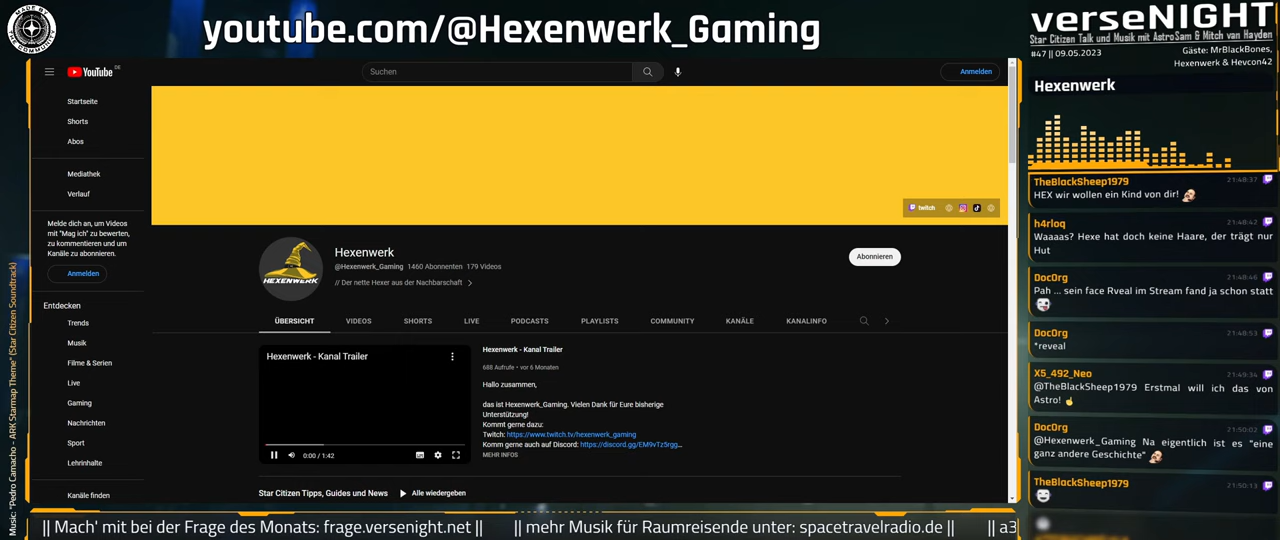 MADE BY
THE COMMUNITY
youtube.com/@Hexenwerk_Gaming
verseNIGHT
Star Citizen Talk und Musik mit AstroSam & Mitch van Hayden
#47 || 09.05.2023
Gäste: MrBlackBones,
Hexenwerk & Hevcon42
YouTube DE
Suchen
Anmelden
Startseite
Shorts
Abos
Mediathek
Verlauf
Melde dich an, um Videos
mit "Mag ich" zu bewerten,
zu kommentieren und um
Kanäle zu abonnieren.
Anmelden
Entdecken
Trends
Musik
Filme & Serien
Live
Gaming
Nachrichten
Sport
Lehrinhalte
Kanäle finden
twitch
HEXENWERK
Hexenwerk
@Hexenwerk_Gaming 1460 Abonnenten 179 Videos
// Der nette Hexer aus der Nachbarschaft
Abonnieren
ÜBERSICHT VIDEOS SHORTS LIVE PODCASTS PLAYLISTS COMMUNITY KANÄLE KANALINFO
Hexenwerk - Kanal Trailer
0:00 / 1:42
Hexenwerk - Kanal Trailer
688 Aufrufe • vor 6 Monaten
Hallo zusammen,
das ist Hexenwerk_Gaming. Vielen Dank für Eure bisherige
Unterstützung!
Kommt gerne dazu:
Twitch: https://www.twitch.tv/hexenwerk_gaming
Komm gerne auch auf Discord: https://discord.gg/EM9vTz5rgg...
MEHR INFOS
Star Citizen Tipps, Guides und News Alle wiedergeben
Hexenwerk
TheBlackSheep1979 21:48:37
HEX wir wollen ein Kind von dir!
h4rloq 21:48:42
Waaaas? Hexe hat doch keine Haare, der trägt nur
Hut
DocOrg 21:48:46
Pah ... sein face Rveal im Stream fand ja schon statt
DocOrg 21:48:53
*reveal
X5_492_Neo 21:49:34
@TheBlackSheep1979 Erstmal will ich das von
Astro!
DocOrg 21:50:02
@Hexenwerk_Gaming Na eigentlich ist es "eine
ganz andere Geschichte"
TheBlackSheep1979 21:50:13
Music: "Pedro Camacho - ARK Starmap Theme" (Star Citizen Soundtrack)
|| Mach' mit bei der Frage des Monats: frage.versenight.net || || mehr Musik für Raumreisende unter: spacetravelradio.de || || a3